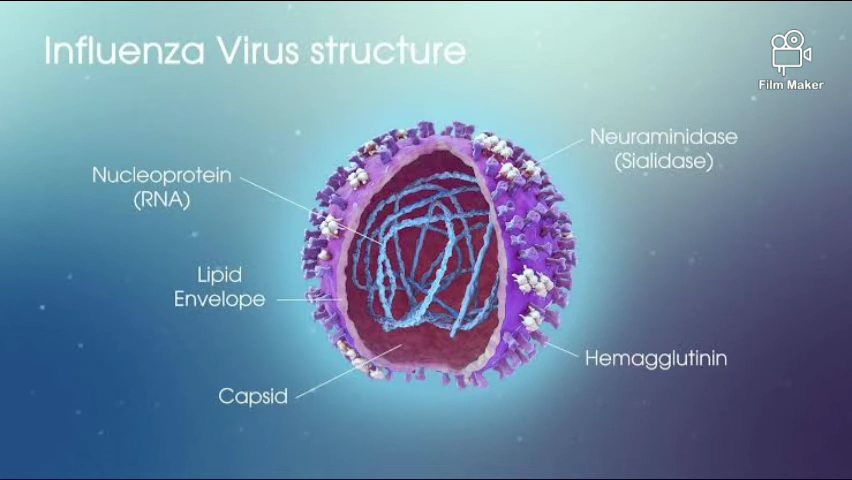 Influenza Virus structure
Film Maker
Neuraminidase
(Sialidase)
Nucleoprotein
(RNA)
Lipid
Envelope
Hemagglutinin
Capsid